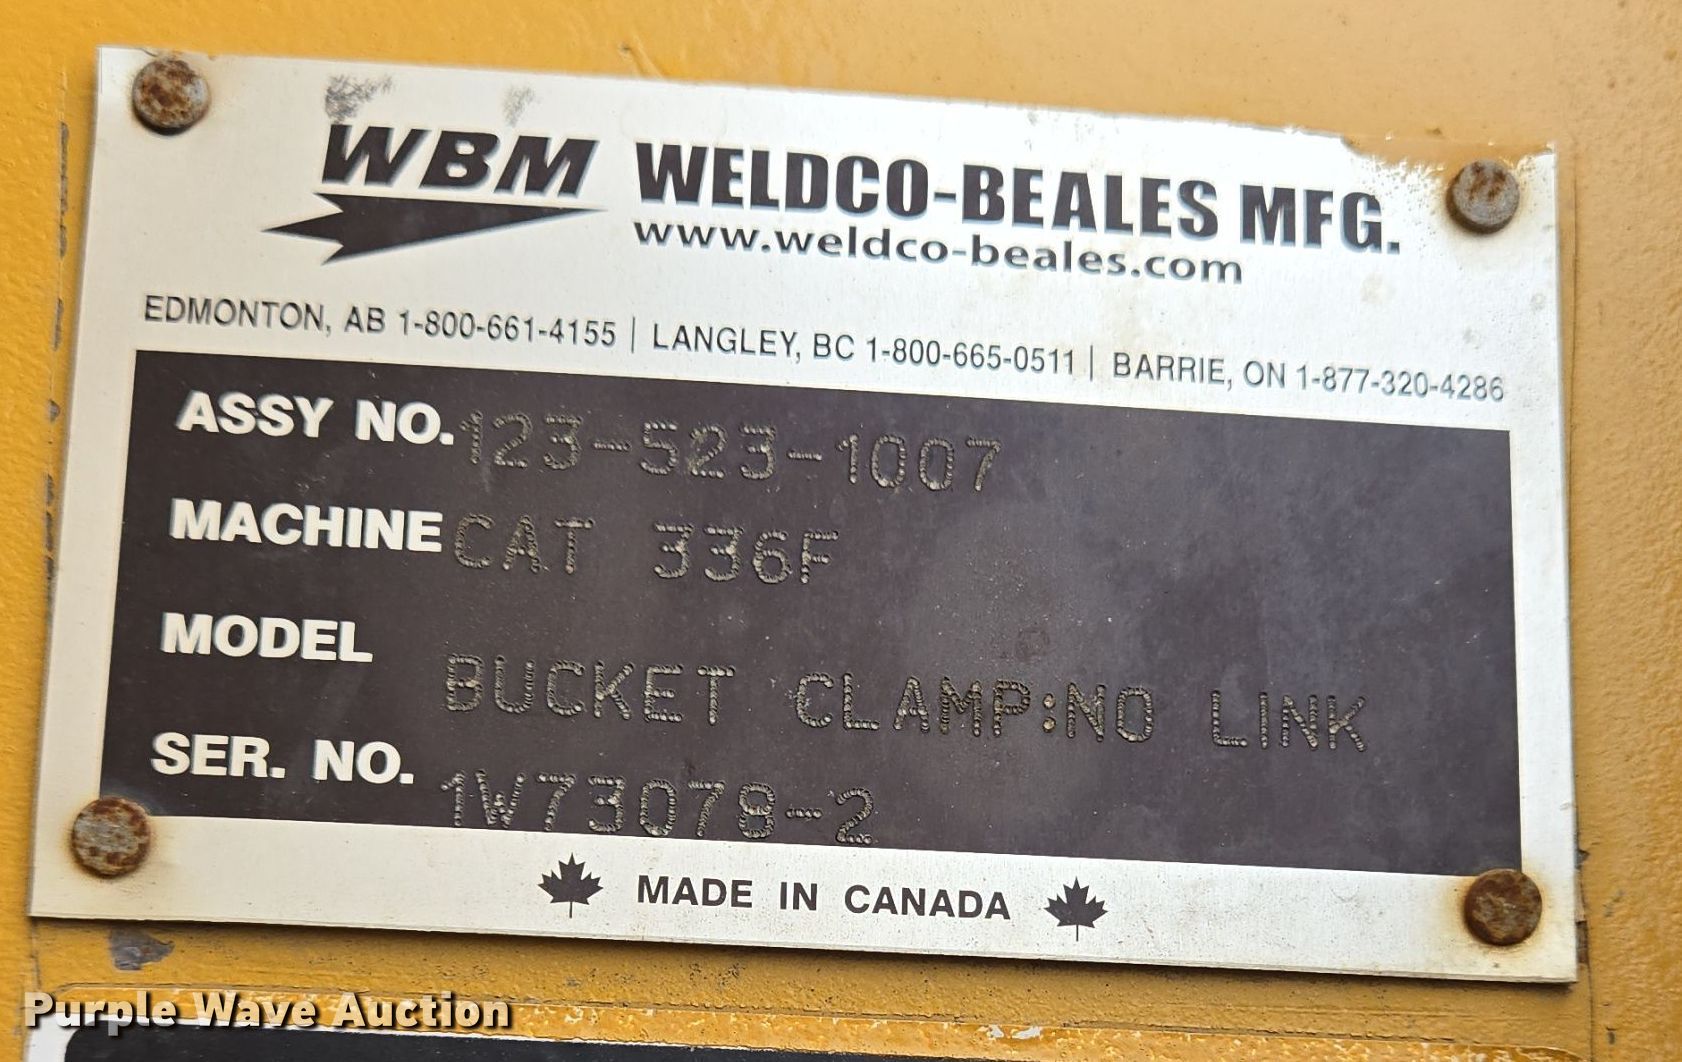 WBM WELDCO-BEALES MFG.
www.weldco-beales.com
EDMONTON, AB 1-800-661-4155 | LANGLEY, BC 1-800-665-0511 | BARRIE, ON 1-877-320-4286
ASSY NO. 123-523-1007
MACHINE CAT 336F
MODEL BUCKET CLAMP:NO LINK
SER. NO. 1W73078-2
MADE IN CANADA
Purple Wave Auction